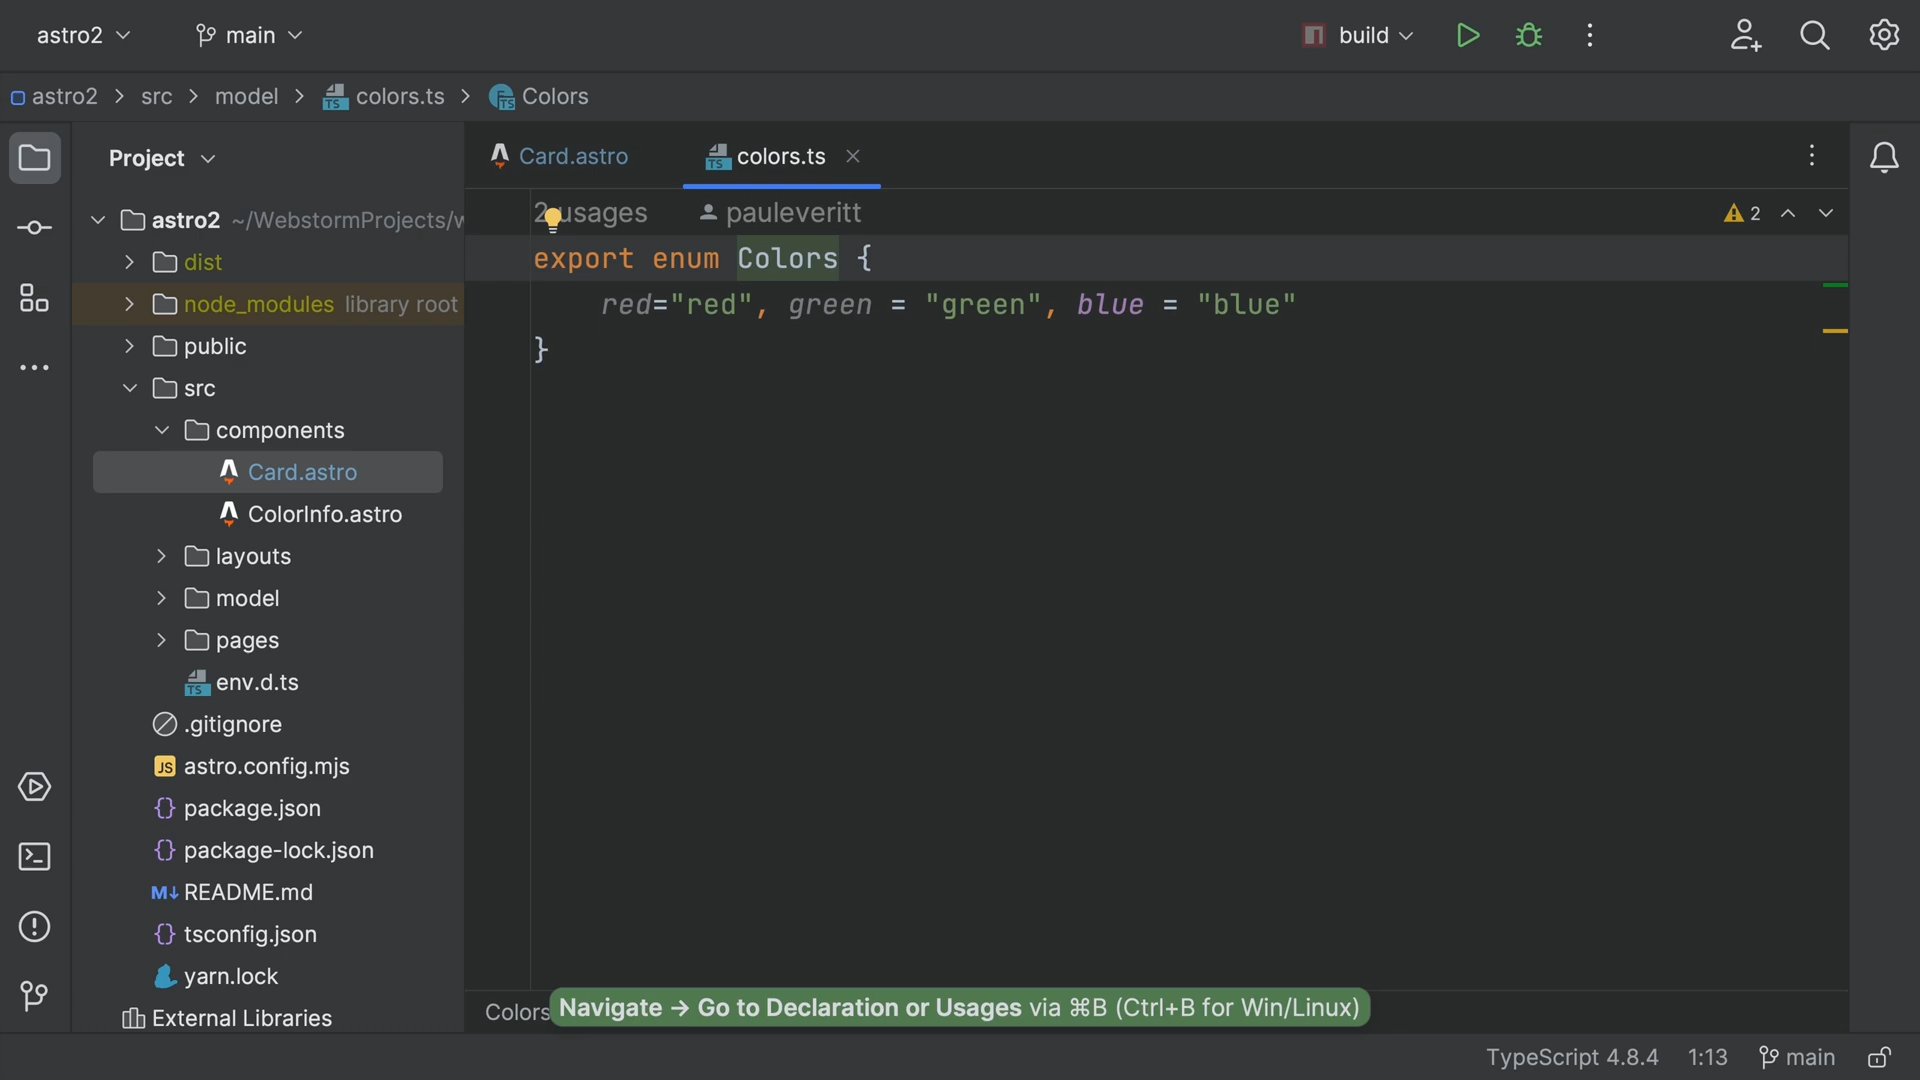 astro2
main
build
astro2 > src > model > colors.ts > Colors
Project
astro2 ~/WebstormProjects/w
dist
node_modules library root
public
src
components
Card.astro
ColorInfo.astro
layouts
model
pages
env.d.ts
.gitignore
astro.config.mjs
package.json
package-lock.json
README.md
tsconfig.json
yarn.lock
External Libraries
Card.astro
colors.ts
2 usages pauleveritt
2
export enum Colors {
red="red", green = "green", blue = "blue"
}
Colors
Navigate → Go to Declaration or Usages via ⌘B (Ctrl+B for Win/Linux)
TypeScript 4.8.4 1:13 main